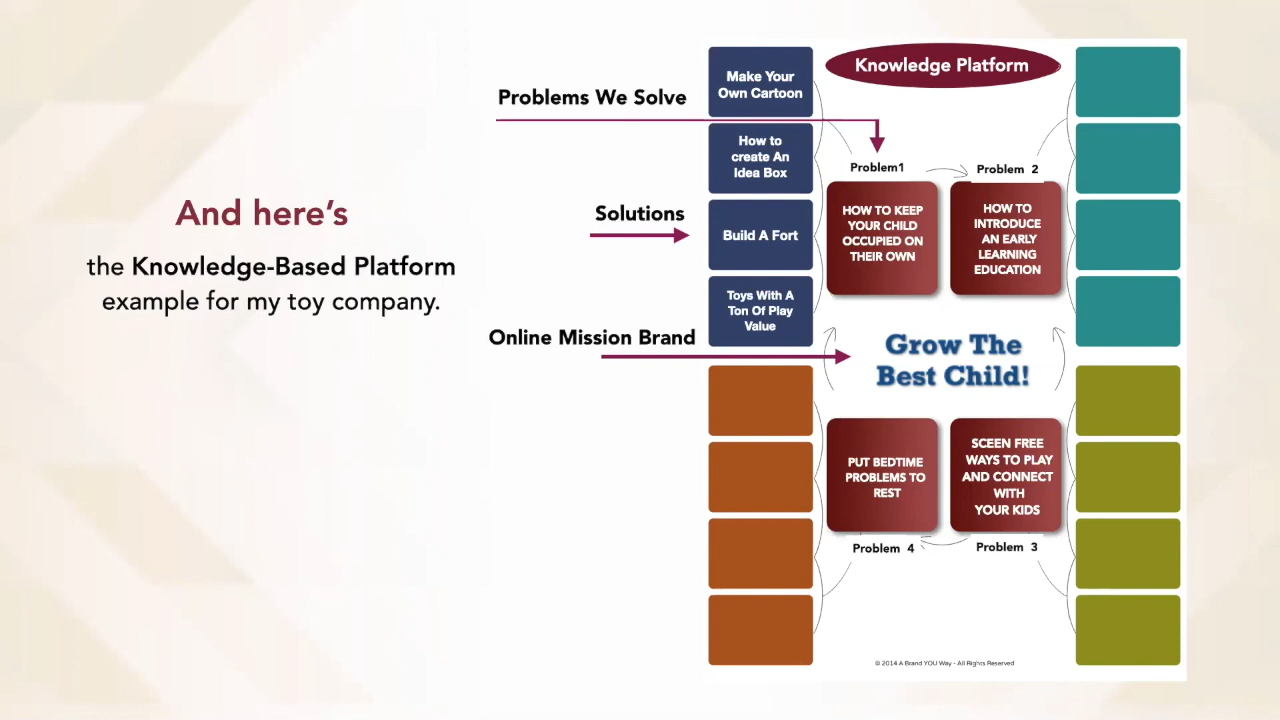 And here's
the Knowledge-Based Platform
example for my toy company.
Problems We Solve
Solutions
Online Mission Brand
Make Your
Own Cartoon
How to
create An
Idea Box
Build A Fort
Toys With A
Ton Of Play
Value
Knowledge Platform
Problem1
HOW TO KEEP
YOUR CHILD
OCCUPIED ON
THEIR OWN
Problem 2
HOW TO
INTRODUCE
AN EARLY
LEARNING
EDUCATION
Grow The
Best Child!
PUT BEDTIME
PROBLEMS TO
REST
Problem 4
SCEEN FREE
WAYS TO PLAY
AND CONNECT
WITH
YOUR KIDS
Problem 3
© 2014 A Brand YOU Way - All Rights Reserved